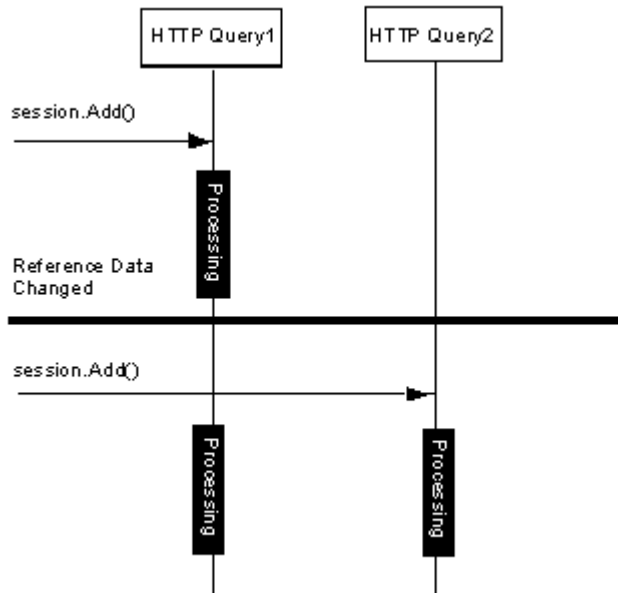 HTTP Query1
HTTP Query2
session.Add()
Processing
Reference Data
Changed
session.Add()
Processing
Processing